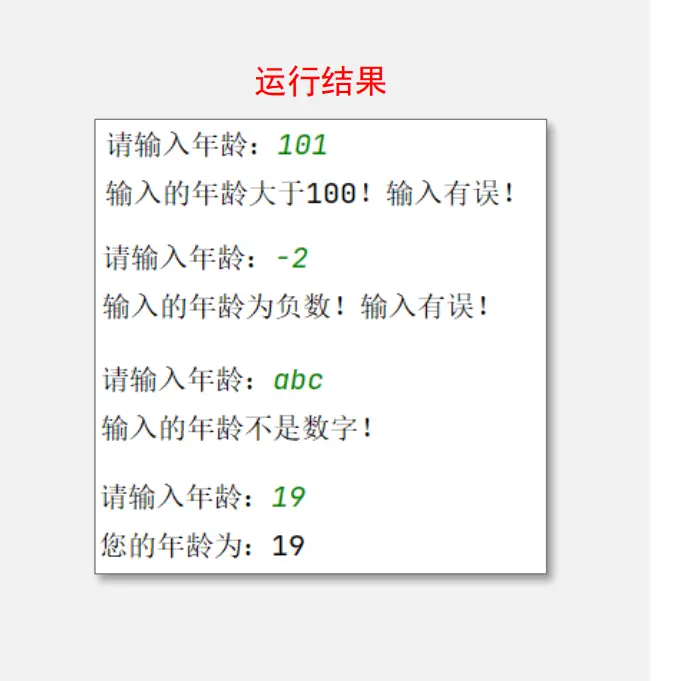 运行结果
请输入年龄：101
输入的年龄大于100！输入有误！
请输入年龄：-2
输入的年龄为负数！输入有误！
请输入年龄：abc
输入的年龄不是数字！
请输入年龄：19
您的年龄为：19